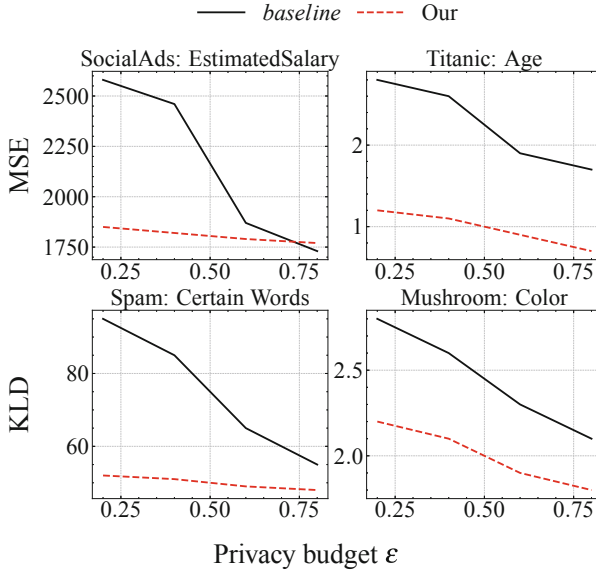 baseline Our
SocialAds: EstimatedSalary Titanic: Age
MSE
2500
2250
2000
1750
2
1
0.25 0.50 0.75 0.25 0.50 0.75
Spam: Certain Words Mushroom: Color
KLD
80
60
2.5
2.0
0.25 0.50 0.75 0.25 0.50 0.75
Privacy budget ε